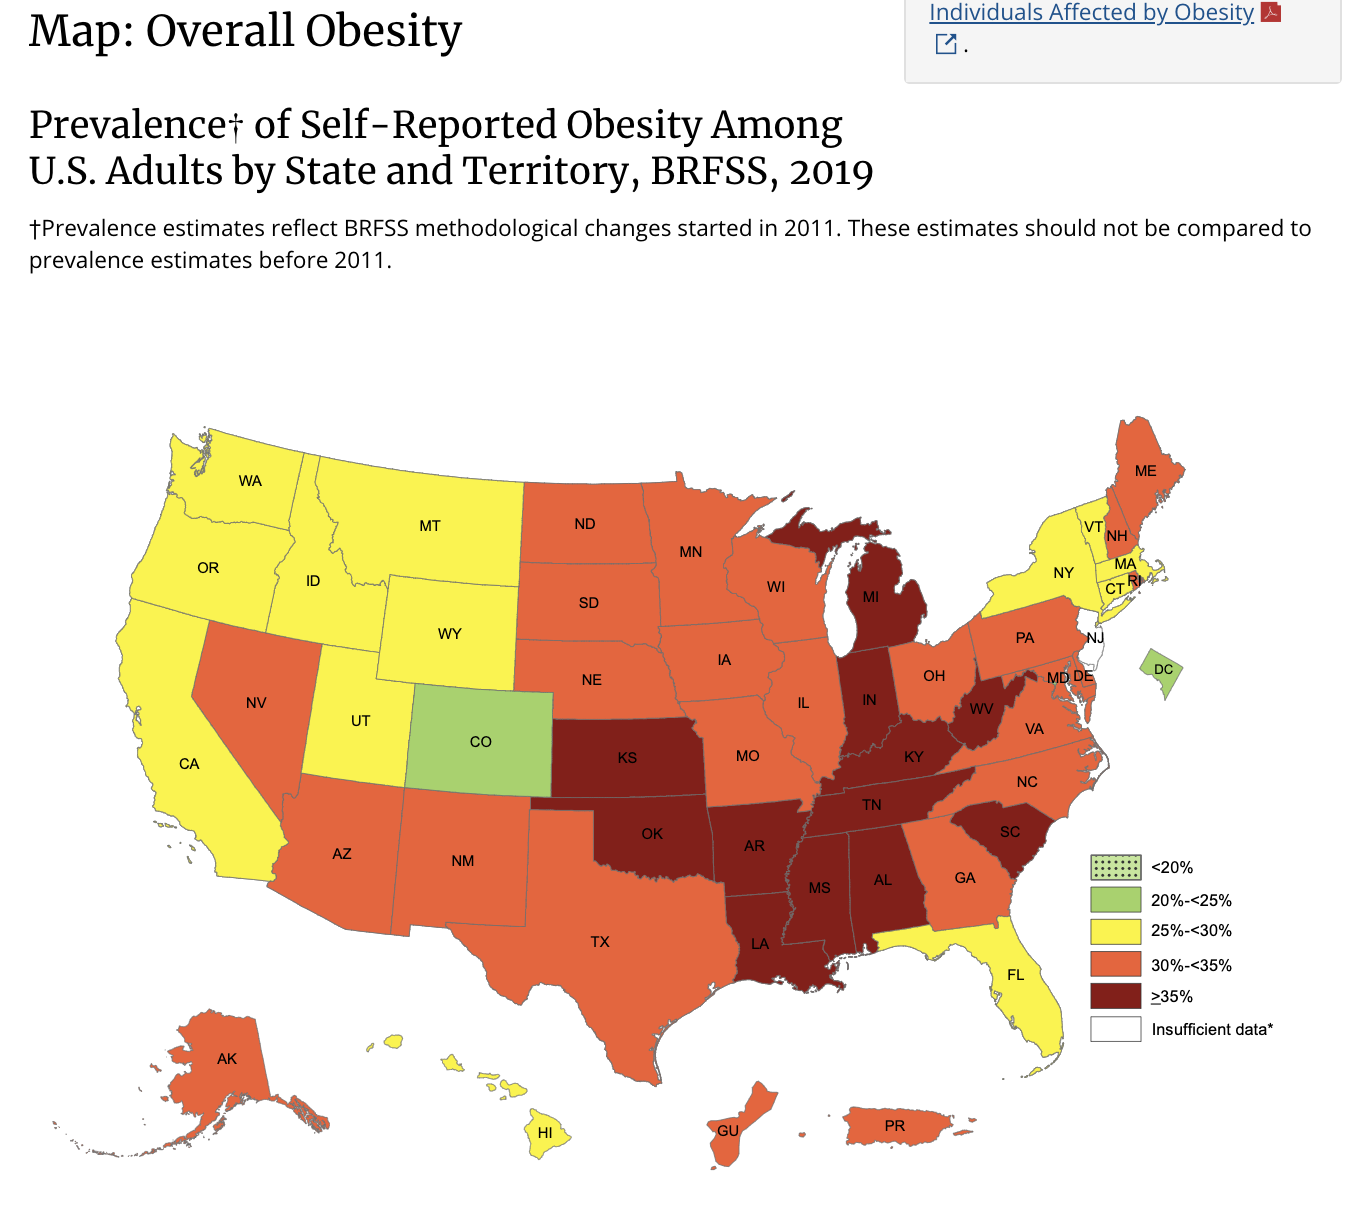 Individuals Affected by Obesity
.
Map: Overall Obesity
Prevalence† of Self-Reported Obesity Among
U.S. Adults by State and Territory, BRFSS, 2019
†Prevalence estimates reflect BRFSS methodological changes started in 2011. These estimates should not be compared to
prevalence estimates before 2011.
WA
MT
ND
MN
ME
OR
ID
SD
WI
MI
NY
VT
NH
MA
CT
RI
WY
NE
IA
IL
IN
OH
PA
NJ
MD
DE
DC
NV
UT
CO
KS
MO
KY
WV
VA
CA
AZ
NM
OK
AR
TN
NC
SC
TX
LA
MS
AL
GA
FL
<20%
20%-<25%
25%-<30%
30%-<35%
≥35%
Insufficient data*
AK
HI
GU
PR